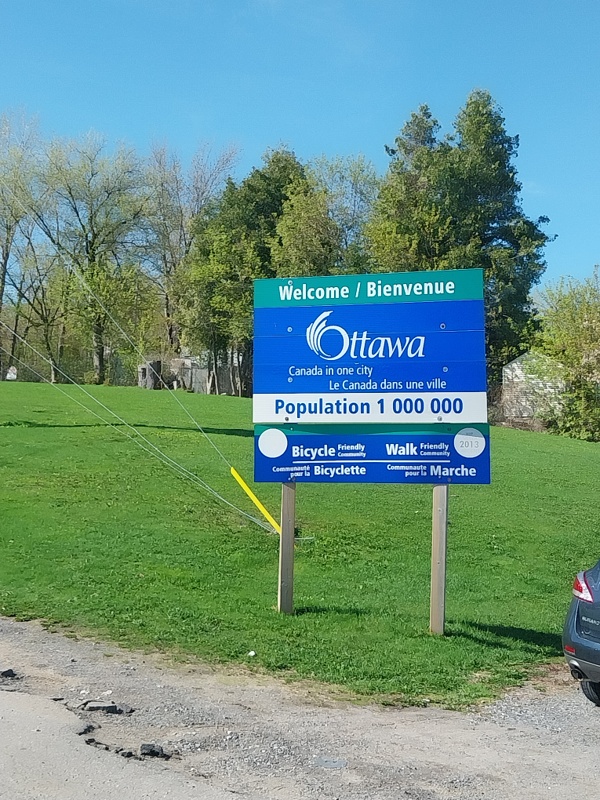 Welcome / Bienvenue
Ottawa
Canada in one city
Le Canada dans une ville
Population 1 000 000
Bicycle Friendly Community
Communauté pour la Bicyclette
Walk Friendly Community
2013
Communauté pour la Marche